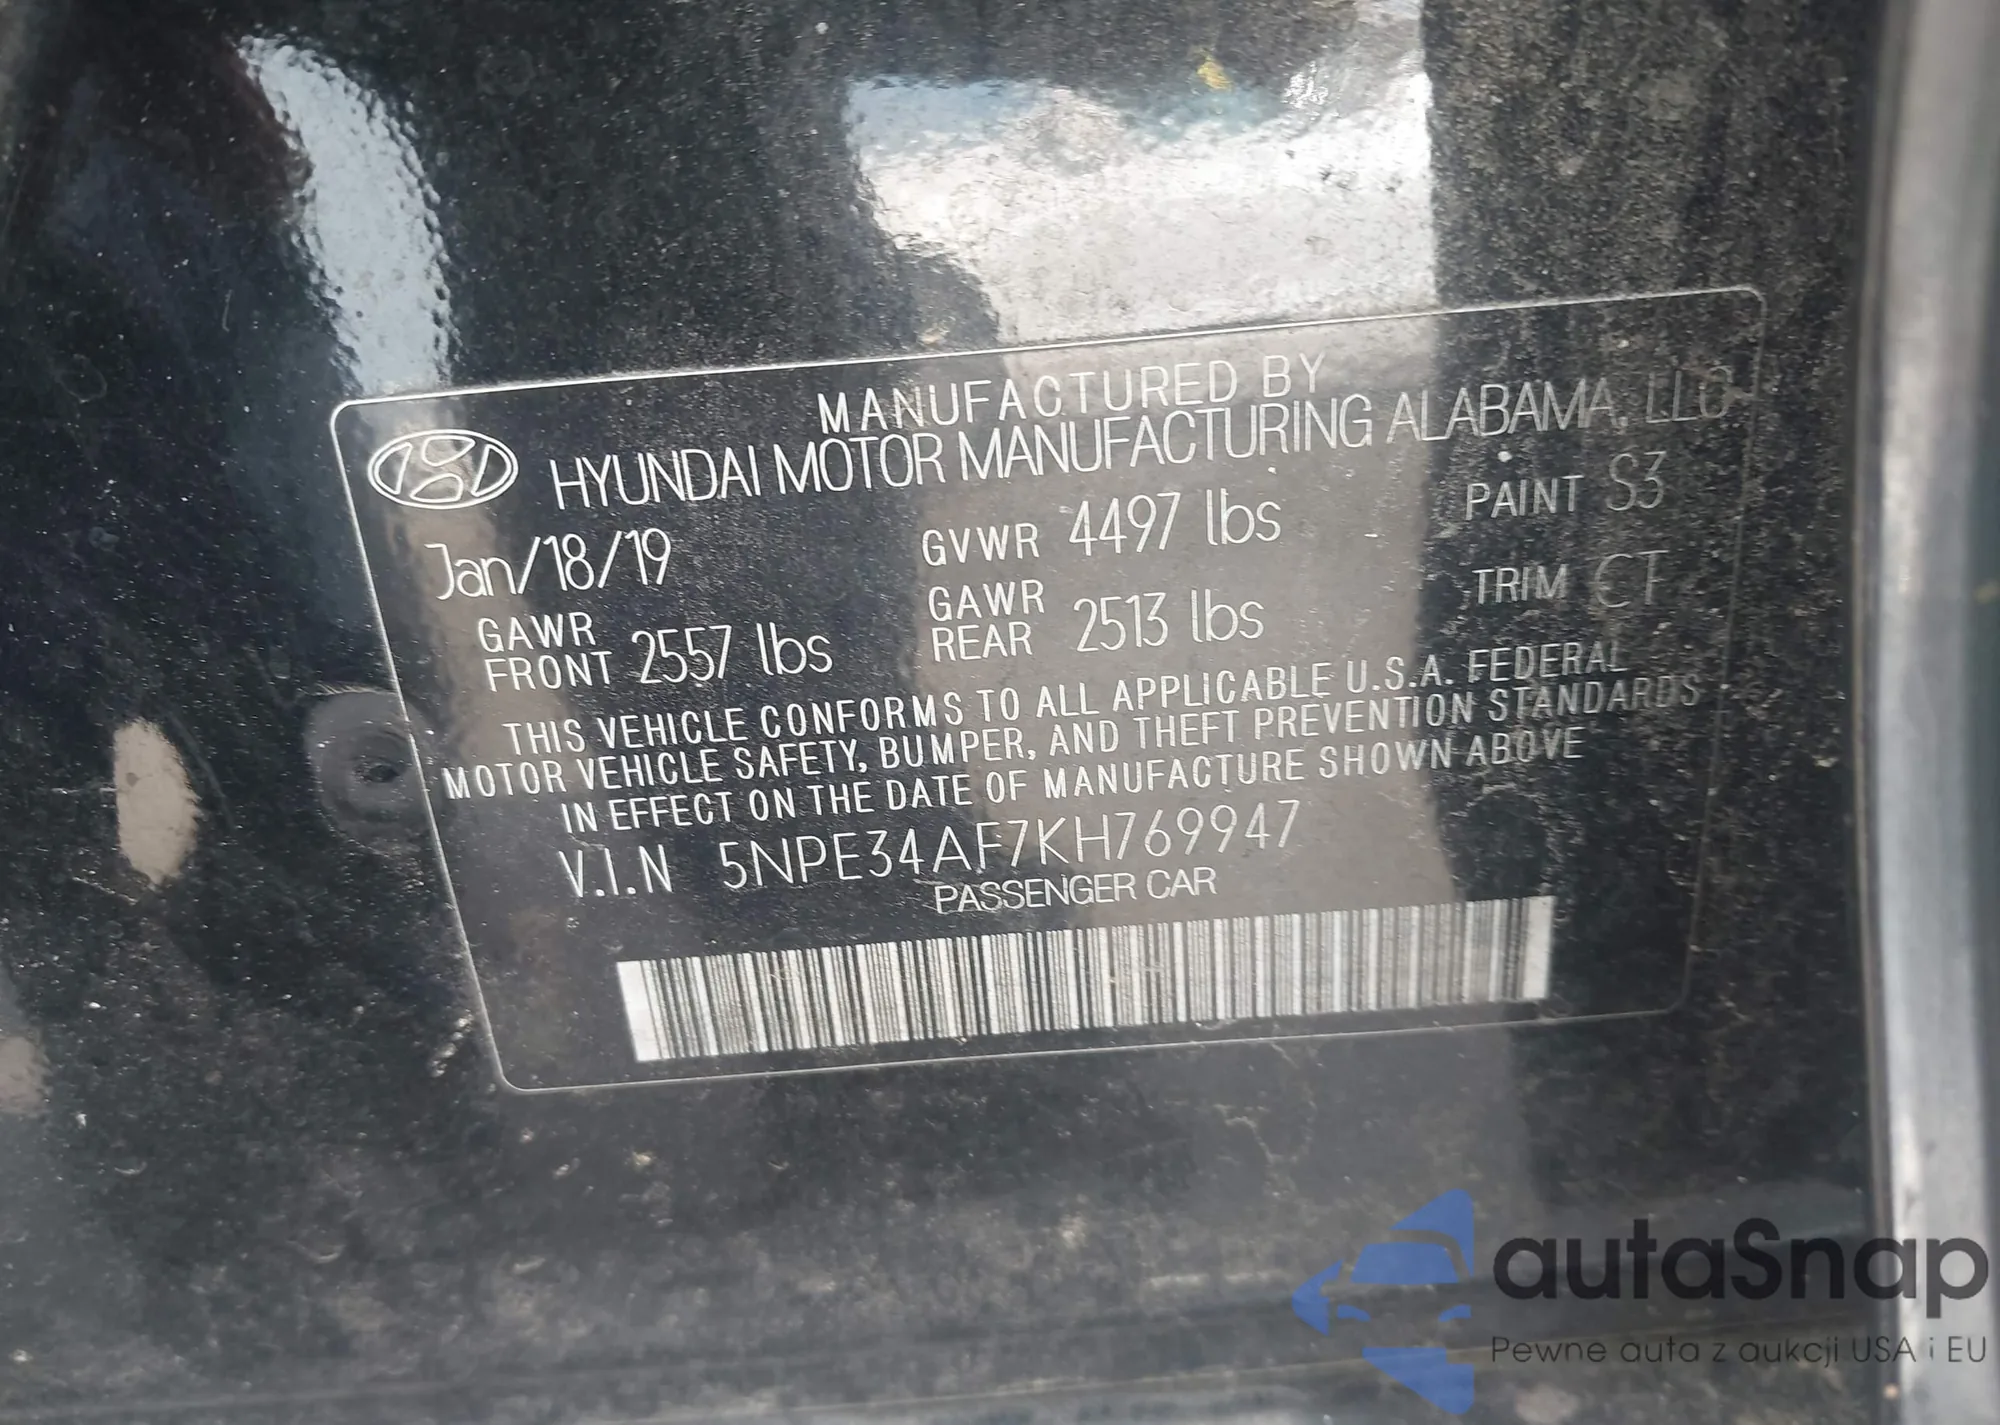 MANUFACTURED BY
HYUNDAI MOTOR MANUFACTURING ALABAMA, LLC
Jan/18/19 GVWR 4497 lbs PAINT S3
GAWR FRONT 2557 lbs GAWR REAR 2513 lbs TRIM CT
THIS VEHICLE CONFORMS TO ALL APPLICABLE U.S.A. FEDERAL
MOTOR VEHICLE SAFETY, BUMPER, AND THEFT PREVENTION STANDARDS
IN EFFECT ON THE DATE OF MANUFACTURE SHOWN ABOVE
V.I.N 5NPE34AF7KH769947
PASSENGER CAR
autaSnap
Pewne auta z aukcji USA i EU